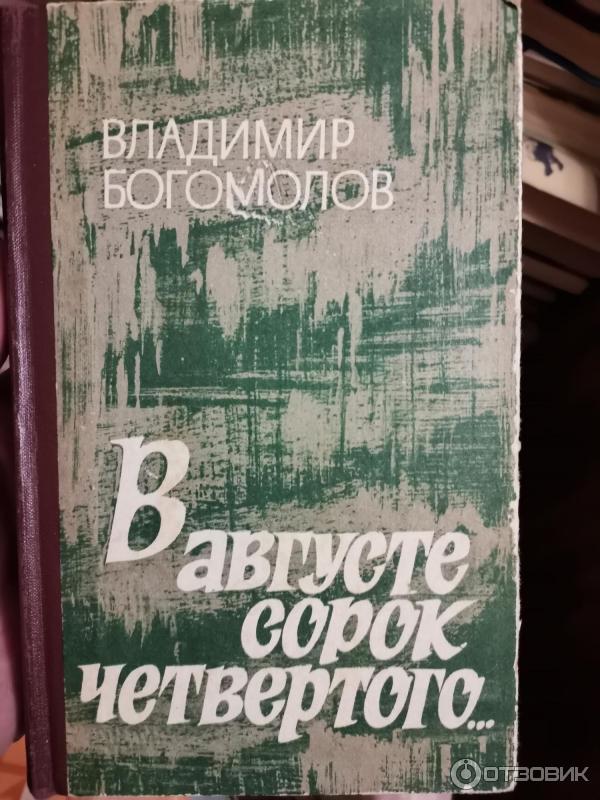 ВЛАДИМИР
БОГОМОЛОВ
В августе
сорок
четвертого...
ОТЗОВИК